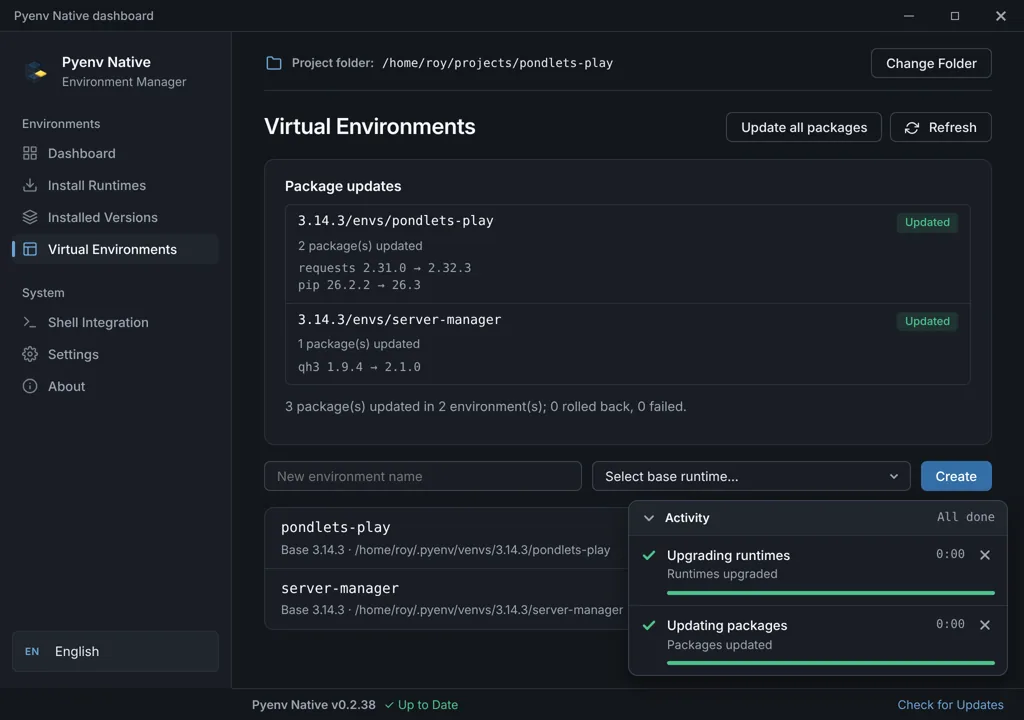 Pyenv Native dashboard
Pyenv Native
Environment Manager
Environments
Dashboard
Install Runtimes
Installed Versions
Virtual Environments
System
Shell Integration
Settings
About
EN English
Project folder: /home/roy/projects/pondlets-play
Change Folder
Virtual Environments
Update all packages
Refresh
Package updates
3.14.3/envs/pondlets-play
Updated
2 package(s) updated
requests 2.31.0 → 2.32.3
pip 26.2.2 → 26.3
3.14.3/envs/server-manager
Updated
1 package(s) updated
qh3 1.9.4 → 2.1.0
3 package(s) updated in 2 environment(s); 0 rolled back, 0 failed.
New environment name
Select base runtime...
Create
pondlets-play
Base 3.14.3 · /home/roy/.pyenv/venvs/3.14.3/pondlets-play
server-manager
Base 3.14.3 · /home/roy/.pyenv/venvs/3.14.3/server-manager
Activity
All done
Upgrading runtimes
0:00
Runtimes upgraded
Updating packages
0:00
Packages updated
Pyenv Native v0.2.38 ✓ Up to Date
Check for Updates